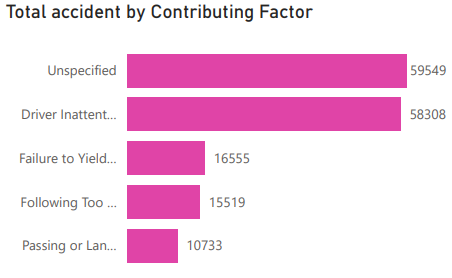 Total accident by Contributing Factor
Unspecified 59549
Driver Inattent... 58308
Failure to Yield... 16555
Following Too ... 15519
Passing or Lan... 10733